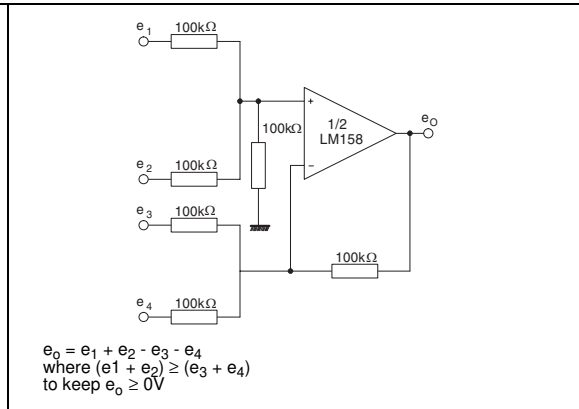 e1
100kΩ
+
1/2
LM158
eO
100kΩ
e2
100kΩ
−
e3
100kΩ
100kΩ
e4
100kΩ
eo = e1 + e2 - e3 - e4
where (e1 + e2) ≥ (e3 + e4)
to keep eo ≥ 0V